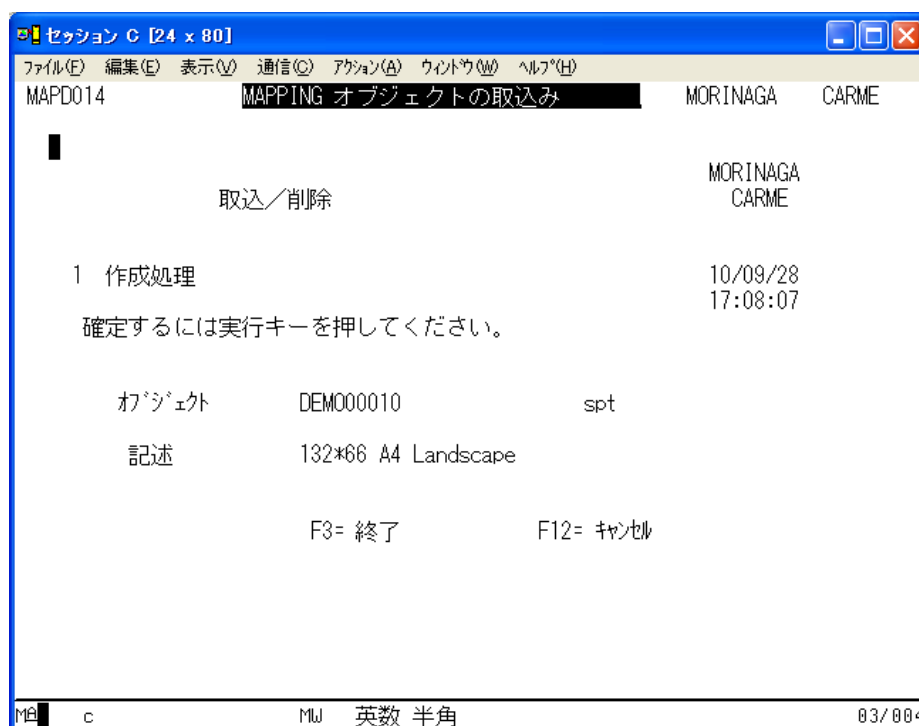 セッション C [24 x 80]
ファイル(F) 編集(E) 表示(V) 通信(C) アクション(A) ウィンドウ(W) ヘルプ(H)
MAPD014 MAPPING オブジェクトの取込み MORINAGA CARME
MORINAGA
取込／削除 CARME
1 作成処理 10/09/28
17:08:07
確定するには実行キーを押してください。
オブジェクト DEMO00010 spt
記述 132*66 A4 Landscape
F3= 終了 F12= キャンセル
MA c MW 英数 半角 03/004